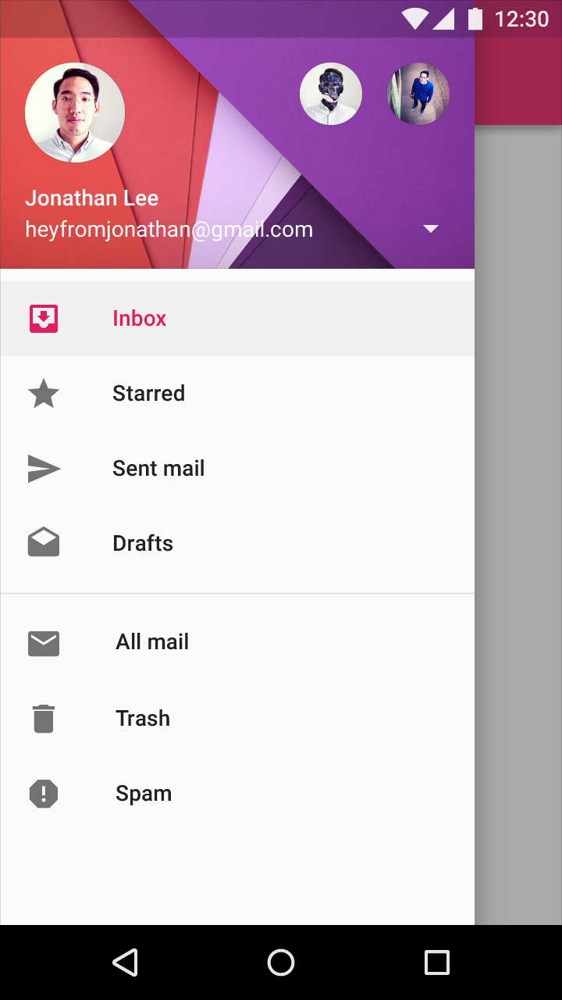 12:30
Jonathan Lee
heyfromjonathan@gmail.com
Inbox
Starred
Sent mail
Drafts
All mail
Trash
Spam